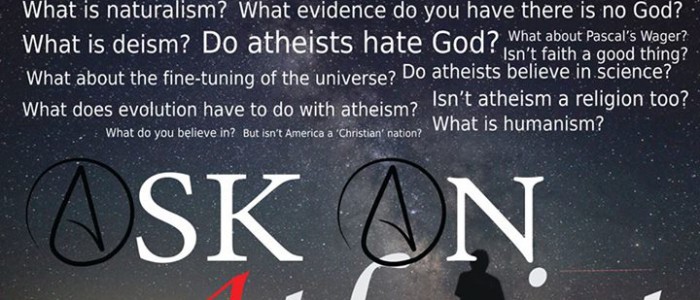 What is naturalism? What evidence do you have there is no God?
What is deism? Do atheists hate God? What about Pascal's Wager?
Isn't faith a good thing?
What about the fine-tuning of the universe? Do atheists believe in science?
What does evolution have to do with atheism? Isn't atheism a religion too?
What do you believe in? But isn't America a 'Christian' nation? What is humanism?
ASK AN
Atheist